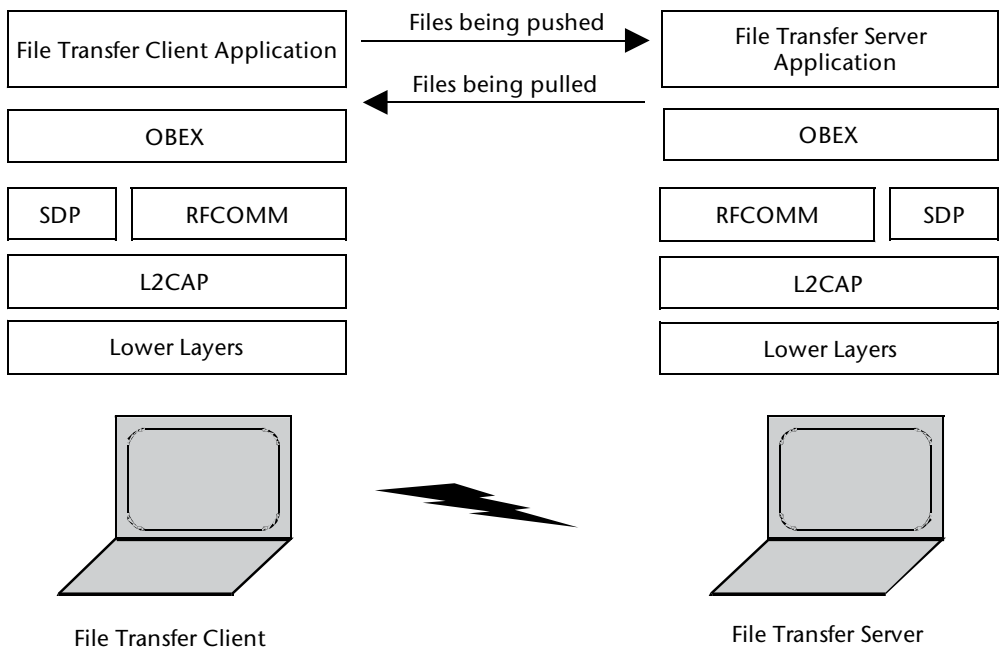 Files being pushed
File Transfer Client Application
File Transfer Server
Application
Files being pulled
OBEX
OBEX
SDP
RFCOMM
RFCOMM
SDP
L2CAP
L2CAP
Lower Layers
Lower Layers
File Transfer Client
File Transfer Server